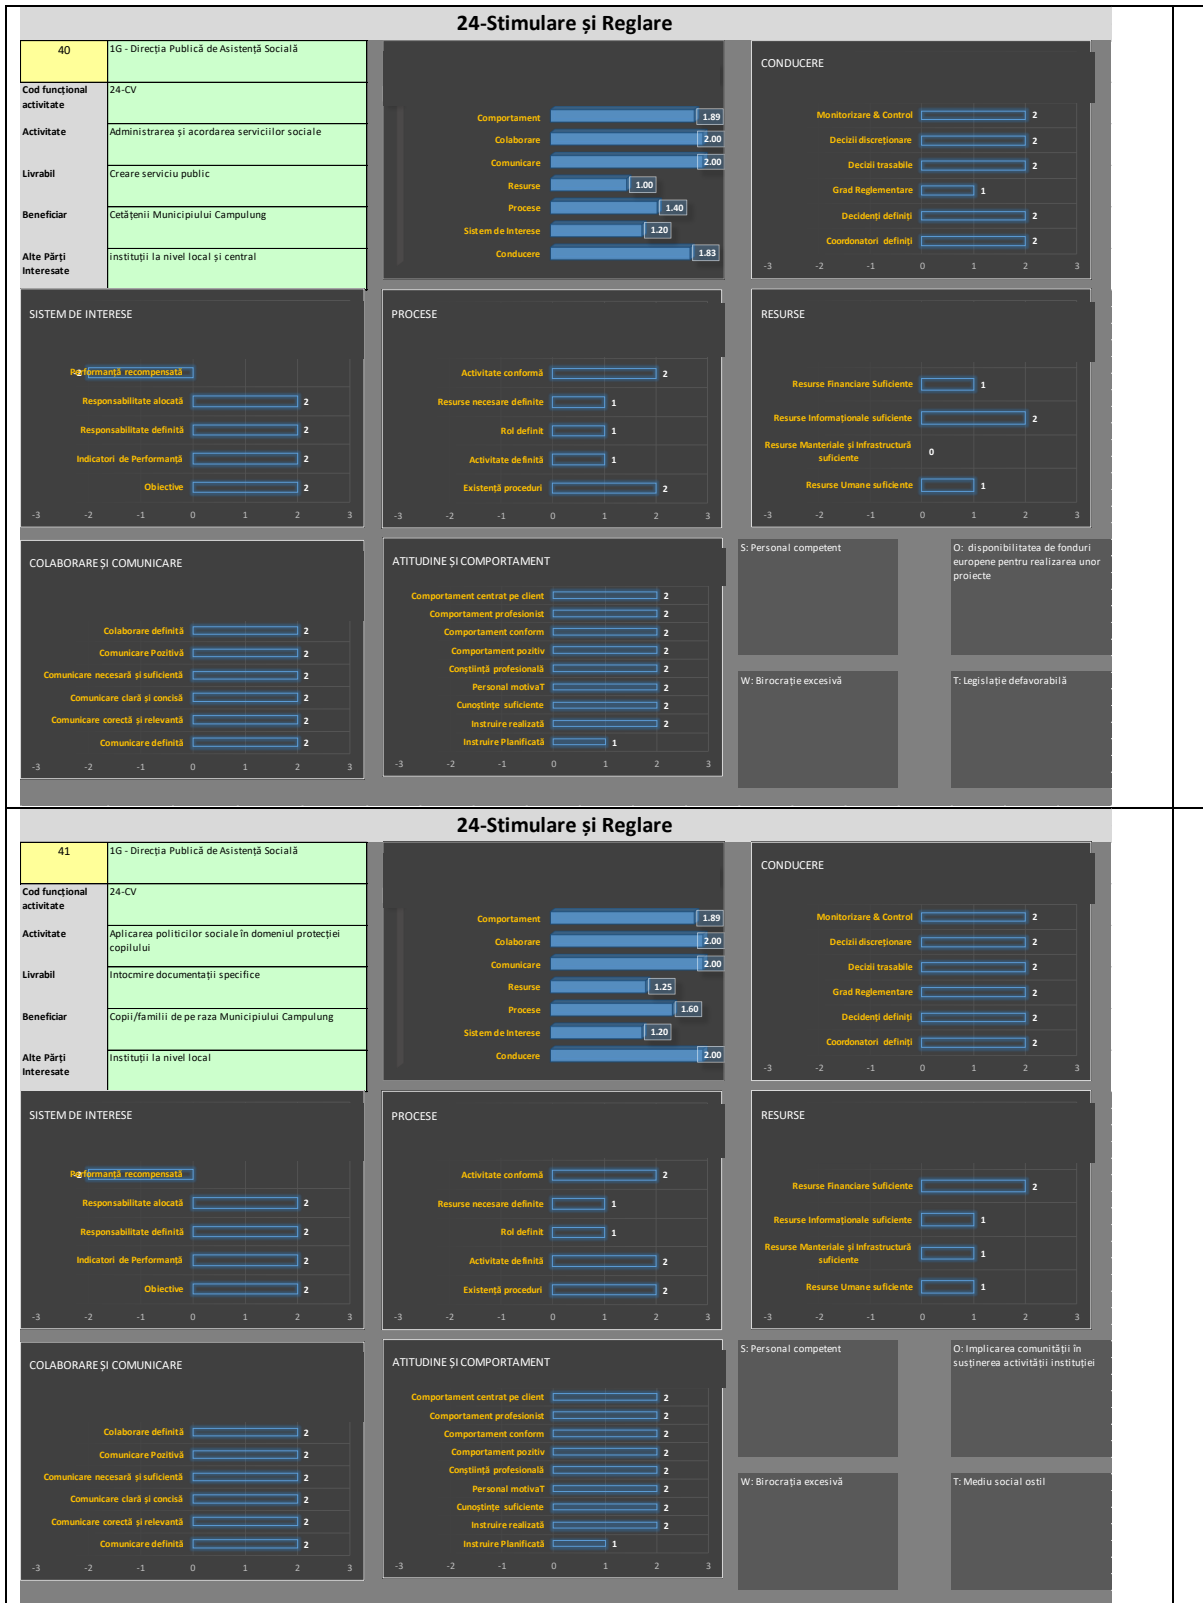 24-Stimulare și Reglare
40
1G - Direcția Publică de Asistență Socială
Cod funcțional activitate
24-CV
Activitate
Administrarea și acordarea serviciilor sociale
Livrabil
Creare serviciu public
Beneficiar
Cetățenii Municipiului Campulung
Alte Părți Interesate
instituții la nivel local și central
Comportament 1.89
Colaborare 2.00
Comunicare 2.00
Resurse 1.00
Procese 1.40
Sistem de Interese 1.20
Conducere 1.83
CONDUCERE
Monitorizare & Control 2
Decizii discreționare 2
Decizii trasabile 2
Grad Reglementare 1
Decidenți definiți 2
Coordonatori definiți 2
-3 -2 -1 0 1 2 3
SISTEM DE INTERESE
Performanță recompensată -2
Responsabilitate alocată 2
Responsabilitate definită 2
Indicatori de Performanță 2
Obiective 2
-3 -2 -1 0 1 2 3
PROCESE
Activitate conformă 2
Resurse necesare definite 1
Rol definit 1
Activitate definită 1
Existență proceduri 2
-3 -2 -1 0 1 2 3
RESURSE
Resurse Financiare Suficiente 1
Resurse Informaționale suficiente 2
Resurse Manteriale și Infrastructură
suficiente 0
Resurse Umane suficiente 1
-3 -2 -1 0 1 2 3
COLABORARE ȘI COMUNICARE
Colaborare definită 2
Comunicare Pozitivă 2
Comunicare necesară și suficientă 2
Comunicare clară și concisă 2
Comunicare corectă și relevantă 2
Comunicare definită 2
-3 -2 -1 0 1 2 3
ATITUDINE ȘI COMPORTAMENT
Comportament centrat pe client 2
Comportament profesionist 2
Comportament conform 2
Comportament pozitiv 2
Conștiință profesională 2
Personal motivaT 2
Cunoștințe suficiente 2
Instruire realizată 2
Instruire Planificată 1
-3 -2 -1 0 1 2 3
S: Personal competent
O: disponibilitatea de fonduri
europene pentru realizarea unor
proiecte
W: Birocrație excesivă
T: Legislație defavorabilă
24-Stimulare și Reglare
41
1G - Direcția Publică de Asistență Socială
Cod funcțional activitate
24-CV
Activitate
Aplicarea politicilor sociale în domeniul protecției
copilului
Livrabil
Intocmire documentații specifice
Beneficiar
Copii/familii de pe raza Municipiului Campulung
Alte Părți Interesate
Instituții la nivel local
Comportament 1.89
Colaborare 2.00
Comunicare 2.00
Resurse 1.25
Procese 1.60
Sistem de Interese 1.20
Conducere 2.00
CONDUCERE
Monitorizare & Control 2
Decizii discreționare 2
Decizii trasabile 2
Grad Reglementare 2
Decidenți definiți 2
Coordonatori definiți 2
-3 -2 -1 0 1 2 3
SISTEM DE INTERESE
Performanță recompensată -2
Responsabilitate alocată 2
Responsabilitate definită 2
Indicatori de Performanță 2
Obiective 2
-3 -2 -1 0 1 2 3
PROCESE
Activitate conformă 2
Resurse necesare definite 1
Rol definit 1
Activitate definită 2
Existență proceduri 2
-3 -2 -1 0 1 2 3
RESURSE
Resurse Financiare Suficiente 2
Resurse Informaționale suficiente 1
Resurse Manteriale și Infrastructură
suficiente 1
Resurse Umane suficiente 1
-3 -2 -1 0 1 2 3
COLABORARE ȘI COMUNICARE
Colaborare definită 2
Comunicare Pozitivă 2
Comunicare necesară și suficientă 2
Comunicare clară și concisă 2
Comunicare corectă și relevantă 2
Comunicare definită 2
-3 -2 -1 0 1 2 3
ATITUDINE ȘI COMPORTAMENT
Comportament centrat pe client 2
Comportament profesionist 2
Comportament conform 2
Comportament pozitiv 2
Conștiință profesională 2
Personal motivaT 2
Cunoștințe suficiente 2
Instruire realizată 2
Instruire Planificată 1
-3 -2 -1 0 1 2 3
S: Personal competent
O: Implicarea comunității în
susținerea activității instituției
W: Birocrația excesivă
T: Mediu social ostil